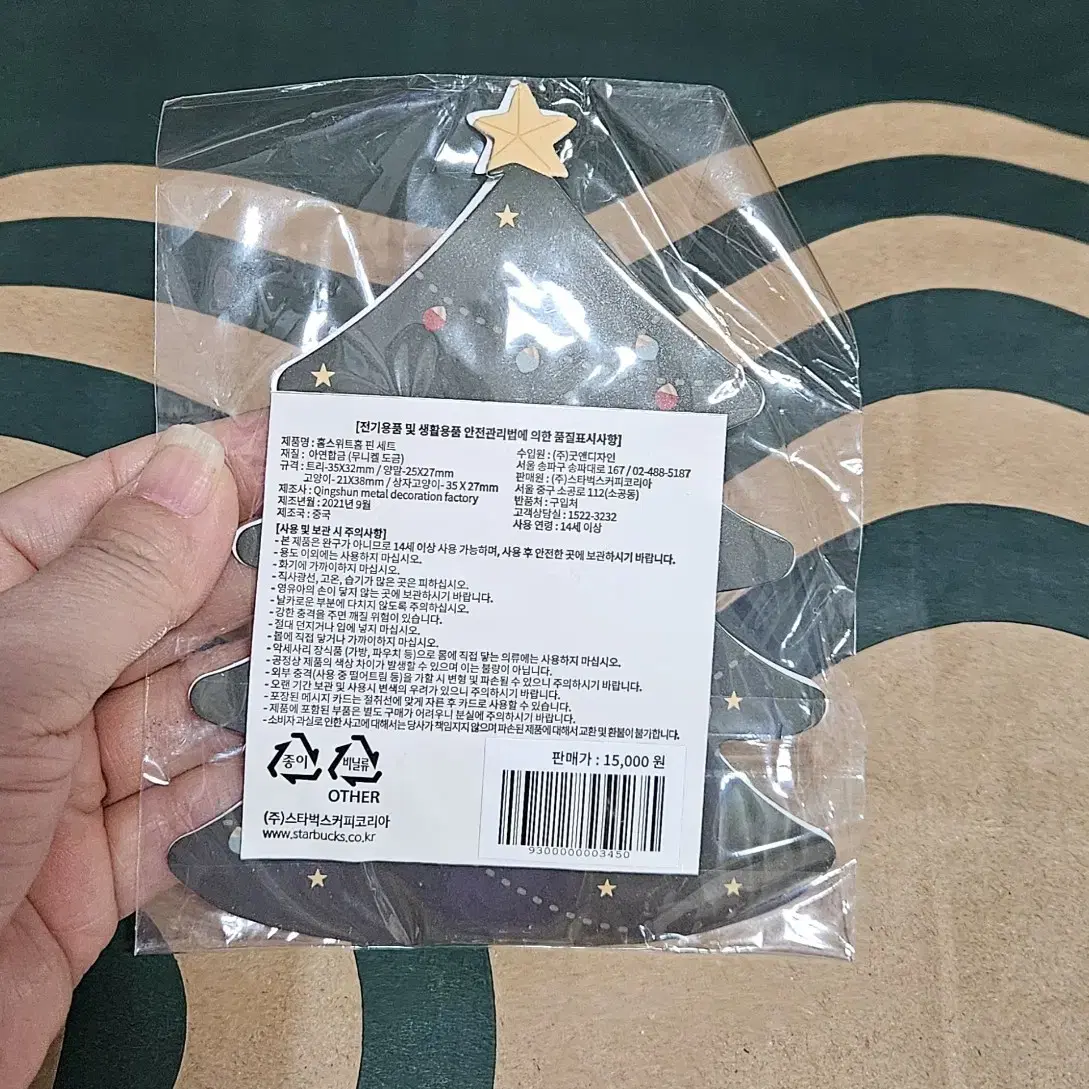 [전기용품 및 생활용품 안전관리법에 의한 품질표시사항]
제품명 : 홈스위트홈 핀 세트
재질 : 아연합금 (무니켈 도금)
규격 : 트리-35X32mm / 양말-25X27mm
고양이- 21X38mm / 상자고양이- 35 X 27mm
제조사 : Qingshun metal decoration factory
제조년월 : 2021년 9월
제조국 : 중국
수입원 : (주)굿앤디자인
서울 송파구 송파대로 167 / 02-488-5187
판매원 : (주)스타벅스커피코리아
서울 중구 소공로 112(소공동)
반품처 : 구입처
고객상담실 : 1522-3232
사용 연령 : 14세 이상
[사용 및 보관 시 주의사항]
- 본 제품은 완구가 아니므로 14세 이상 사용 가능하며, 사용 후 안전한 곳에 보관하시기 바랍니다.
- 용도 이외에는 사용하지 마십시오.
- 화기에 가까이하지 마십시오.
- 직사광선, 고온, 습기가 많은 곳은 피하십시오.
- 영유아의 손이 닿지 않는 곳에 보관하시기 바랍니다.
- 날카로운 부분에 다치지 않도록 주의하십시오.
- 강한 충격을 주면 깨질 위험이 있습니다.
- 절대 던지거나 입에 넣지 마십시오.
- 불에 직접 닿거나 가까이하지 마십시오.
- 악세사리 장식품 (가방, 파우치 등)으로 몸에 직접 닿는 의류에는 사용하지 마십시오.
- 공정상 제품의 색상 차이가 발생할 수 있으며 이는 불량이 아닙니다.
- 외부 충격(사용 중 떨어트림 등)을 가할 시 변형 및 파손될 수 있으니 주의하시기 바랍니다.
- 오랜 기간 보관 및 사용시 변색의 우려가 있으니 주의하시기 바랍니다.
- 포장된 메시지 카드는 절취선에 맞게 자른 후 카드로 사용할 수 있습니다.
- 제품에 포함된 부품은 별도 구매가 어려우니 분실에 주의하시기 바랍니다.
- 소비자 과실로 인한 사고에 대해서는 당사가 책임지지 않으며 파손된 제품에 대해서 교환 및 환불이 불가합니다.
종이
비닐류
OTHER
(주)스타벅스커피코리아
www.starbucks.co.kr
판매가 : 15,000 원
9300000003450